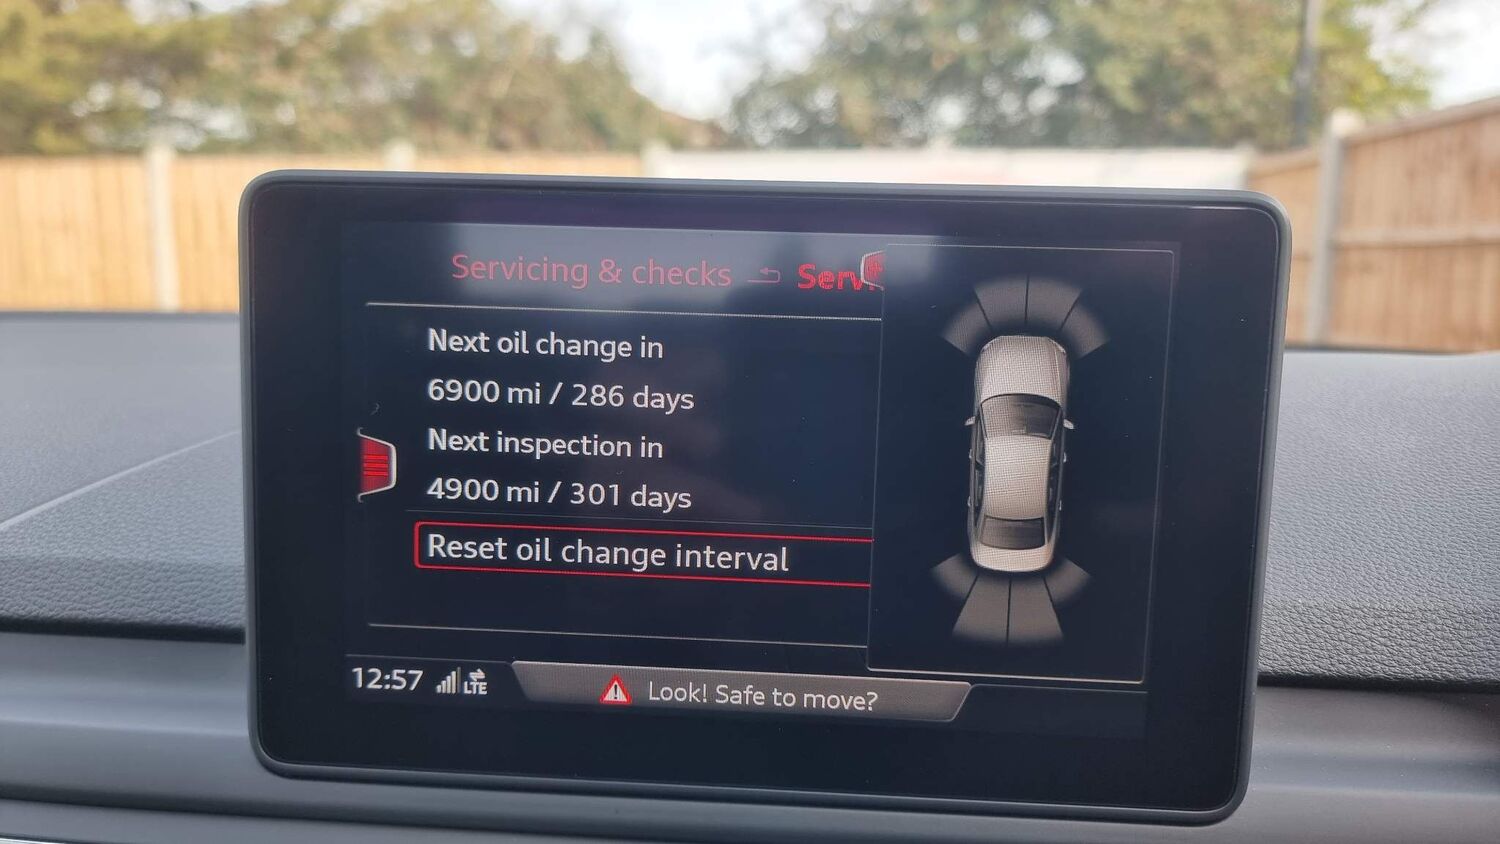 Servicing & checks
Next oil change in
6900 mi / 286 days
Next inspection in
4900 mi / 301 days
Reset oil change interval
12:57 LTE
Look! Safe to move?